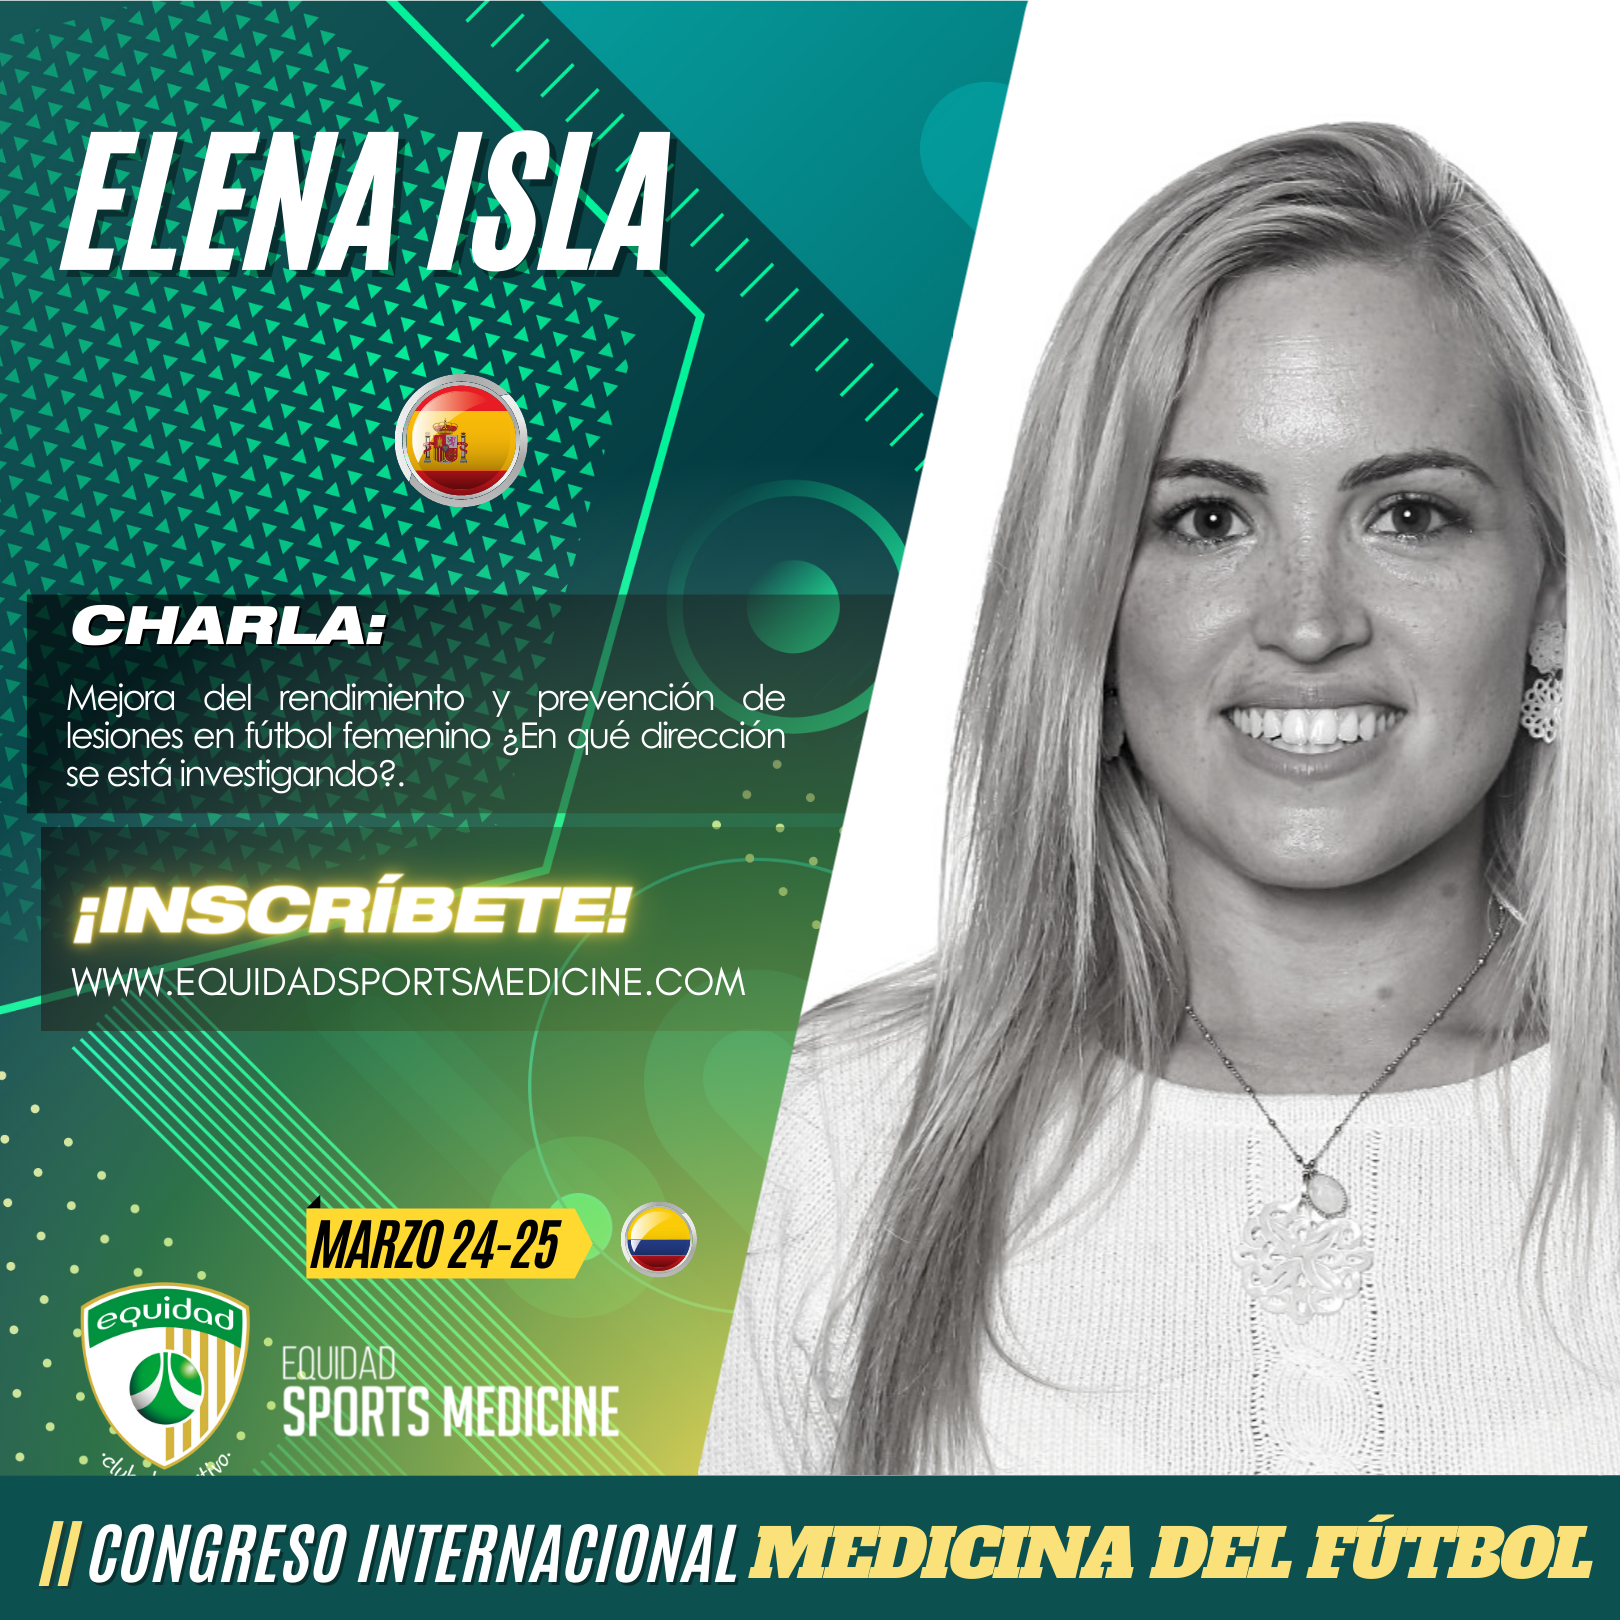 ELENA ISLA
CHARLA:
Mejora del rendimiento y prevención de
lesiones en fútbol femenino ¿En qué dirección
se está investigando?.
¡INSCRÍBETE!
WWW.EQUIDADSPORTSMEDICINE.COM
MARZO 24-25
equidad
EQUIDAD
SPORTS MEDICINE
II CONGRESO INTERNACIONAL MEDICINA DEL FÚTBOL